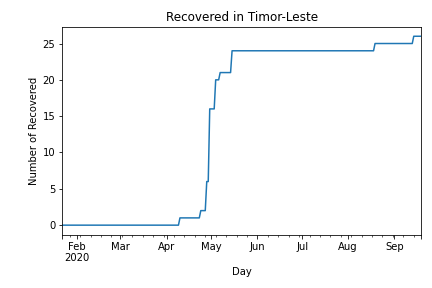 Recovered in Timor-Leste
25
20
15
10
5
0
Number of Recovered
Feb Mar Apr May Jun Jul Aug Sep
2020
Day